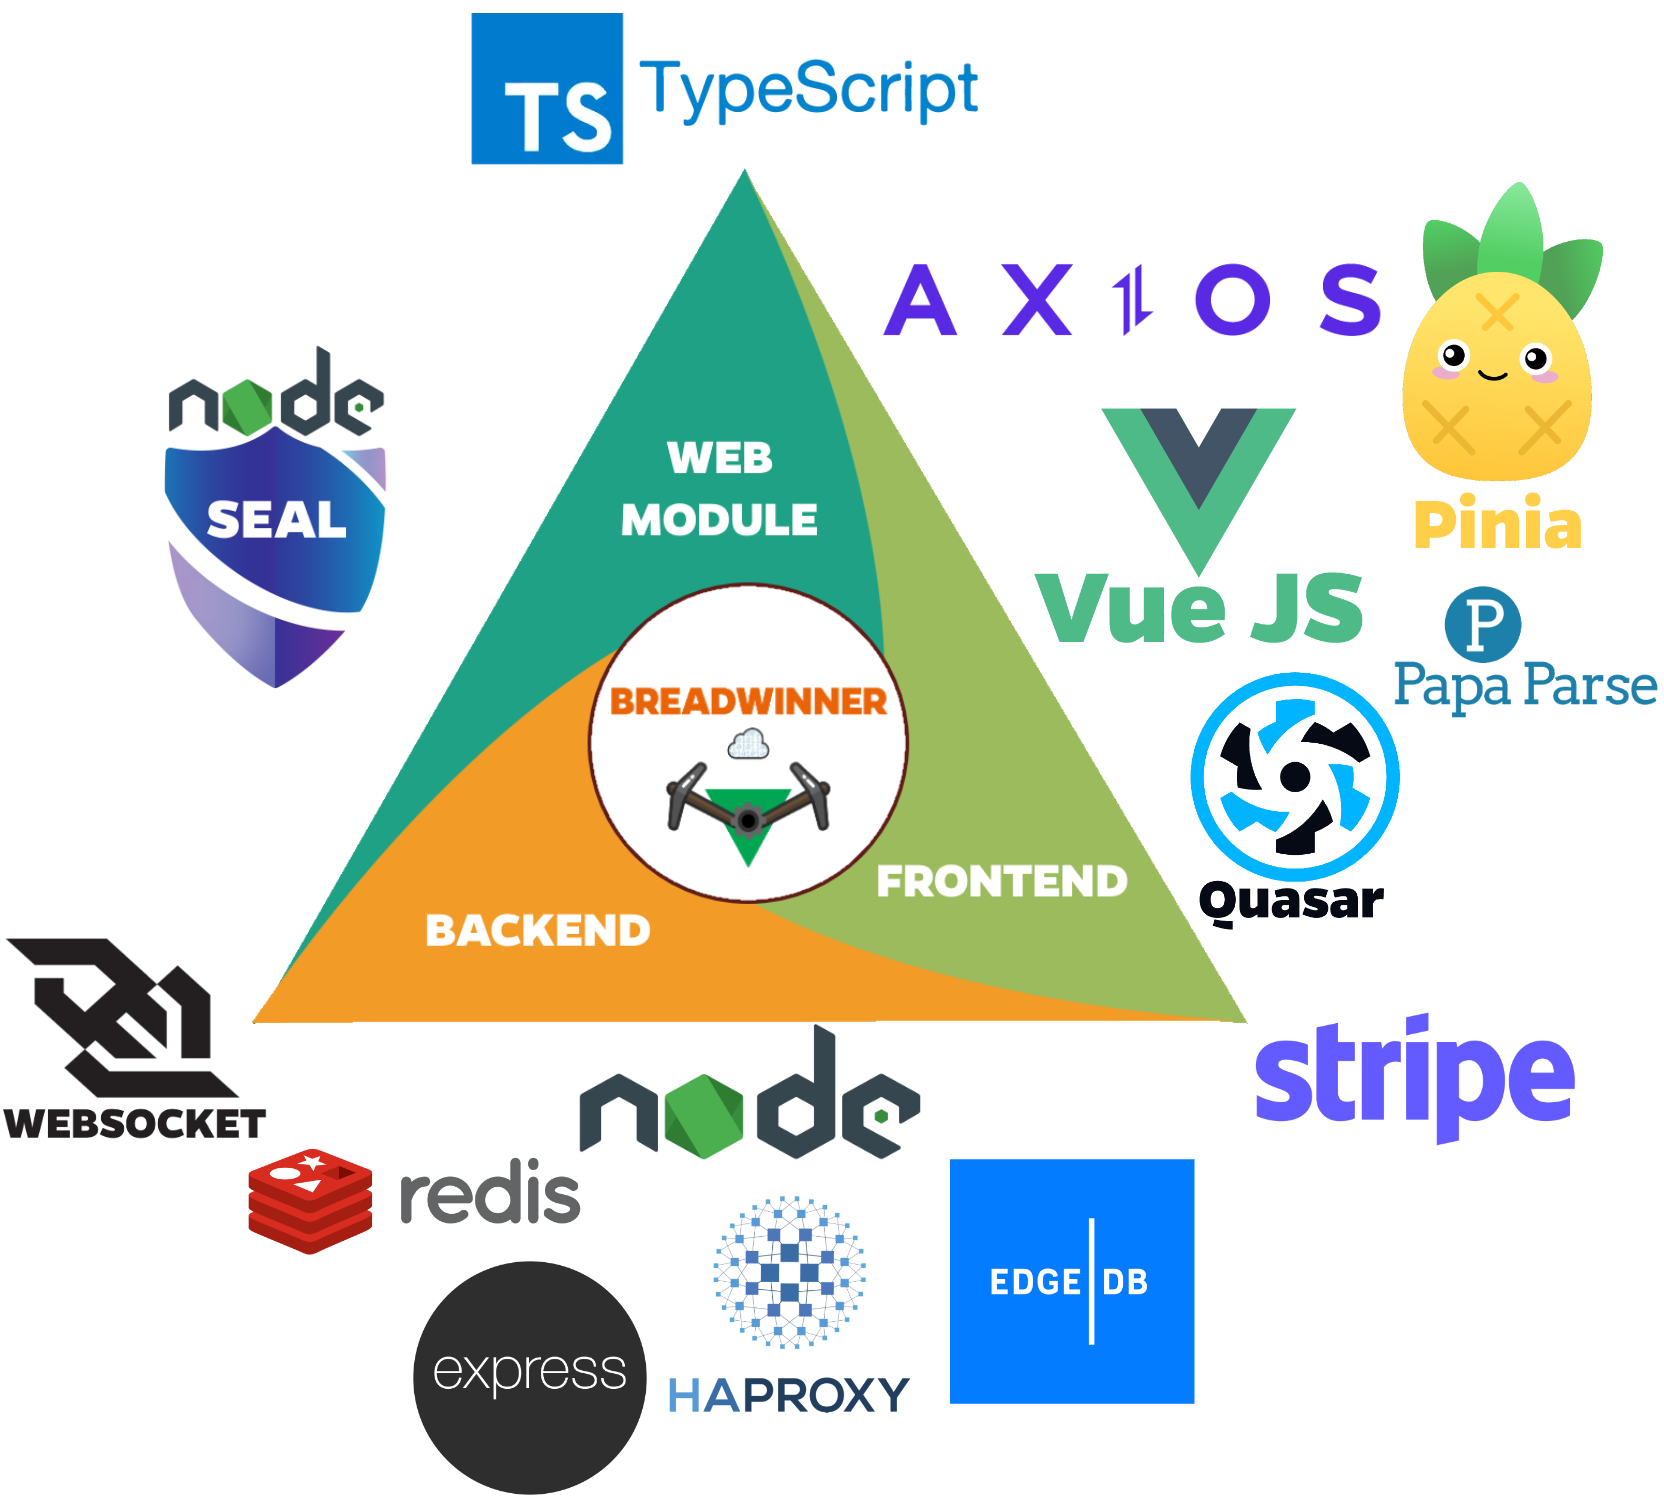 TS TypeScript
AXIOS
node
SEAL
WEB
MODULE
Pinia
Vue JS
P
Papa Parse
BREADWINNER
Quasar
FRONTEND
BACKEND
WEBSOCKET
stripe
node
redis
EDGE DB
express
HAPROXY